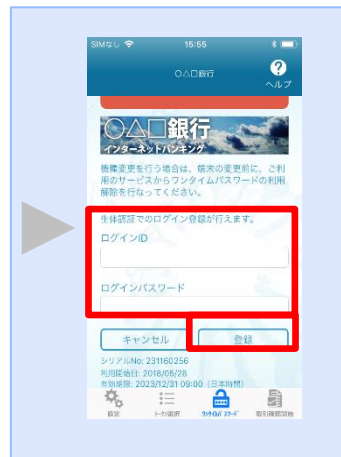 SIMなし 15:55
○△□銀行
?
ヘルプ
○△□銀行
インターネットバンキング
機種変更を行う場合は、端末の変更前に、ご利
用のサービスからワンタイムパスワードの利用
解除を行なってください。
生体認証でのログイン登録が行えます。
ログインID
ログインパスワード
キャンセル 登録
シリアルNo: 231160256
利用開始日: 2018/05/28
有効期限: 2023/12/31 09:00 (日本時間)
設定 トークン選択 ワンタイムパスワード 取引確認開始